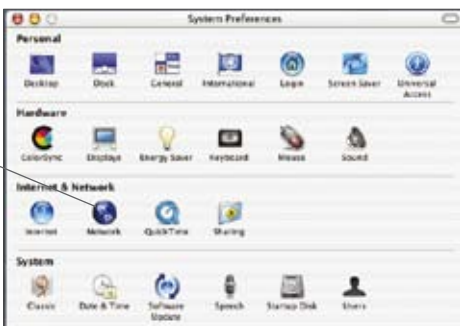 System Preferences
Personal
Desktop Dock General International Login Screen Saver Universal Access
Hardware
ColorSync Displays Energy Saver Keyboard Mouse Sound
Internet & Network
Internet Network QuickTime Sharing
System
Classic Date & Time Software Update Speech Startup Disk Users